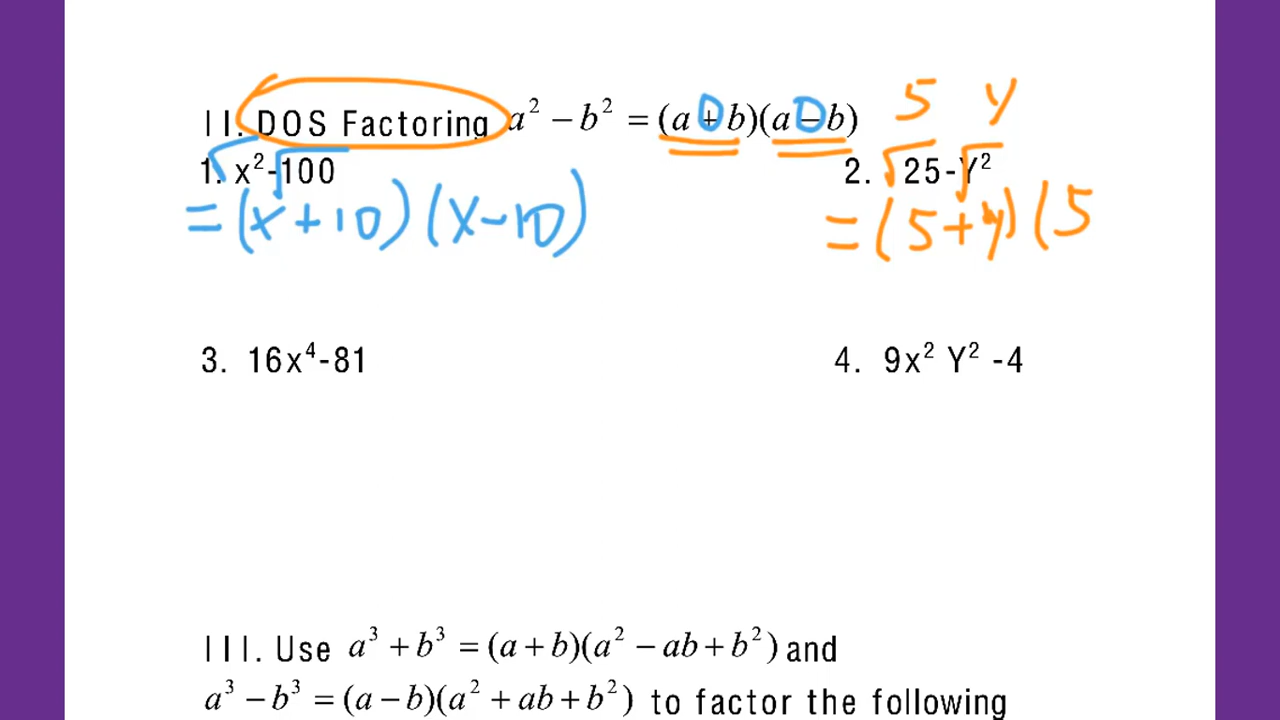 II. DOS Factoring a² − b² = (a + b)(a − b)
5 Y
1. x²-100
2. √25-√Y²
= (x+10)(x-10)
= (5+y)(5
3. 16x⁴-81
4. 9x² Y² -4
III. Use a³ + b³ = (a + b)(a² − ab + b²) and
a³ − b³ = (a − b)(a² + ab + b²) to factor the following